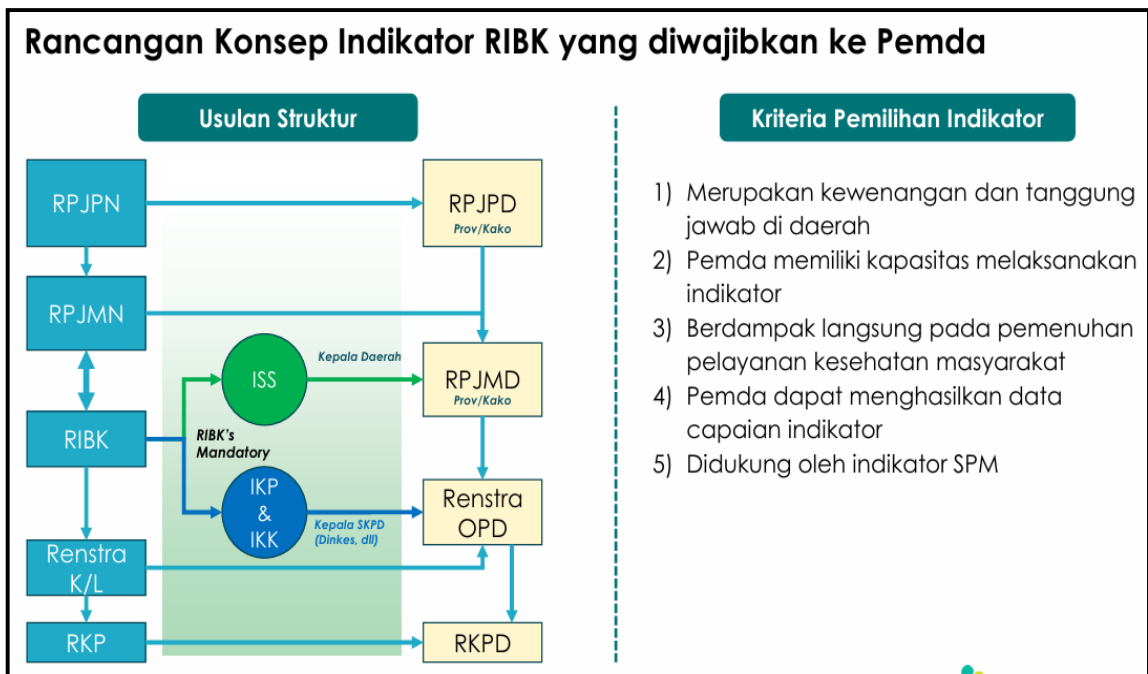 Rancangan Konsep Indikator RIBK yang diwajibkan ke Pemda
Usulan Struktur
RPJPN
RPJPD
Prov/Kako
RPJMN
ISS
Kepala Daerah
RPJMD
Prov/Kako
RIBK
RIBK's
Mandatory
IKP
&
IKK
Kepala SKPD
(Dinkes, dll)
Renstra
OPD
Renstra
K/L
RKP
RKPD
Kriteria Pemilihan Indikator
1) Merupakan kewenangan dan tanggung
jawab di daerah
2) Pemda memiliki kapasitas melaksanakan
indikator
3) Berdampak langsung pada pemenuhan
pelayanan kesehatan masyarakat
4) Pemda dapat menghasilkan data
capaian indikator
5) Didukung oleh indikator SPM